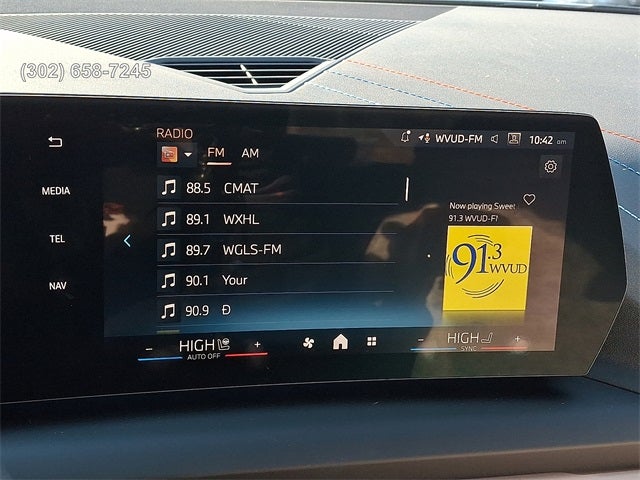 (302) 658-7245
RADIO
WVUD-FM 10:42 am
FM AM
MEDIA
TEL
NAV
88.5 CMAT
89.1 WXHL
89.7 WGLS-FM
90.1 Your
90.9 Đ
Now playing Sweet
91.3 WVUD-F
91.3
WVUD
- HIGH +
AUTO OFF
- HIGH +
SYNC